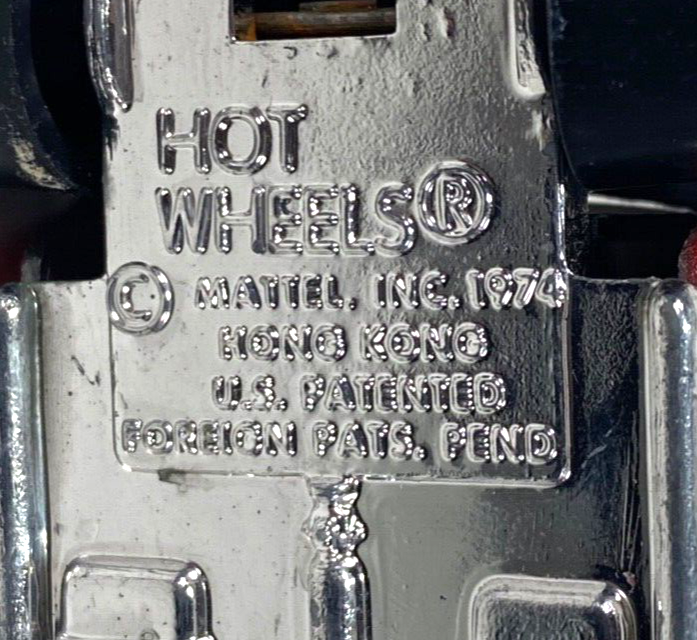 HOT
WHEELS®
© MATTEL, INC. 1974
HONG KONG
U.S. PATENTED
FOREIGN PATS. PEND